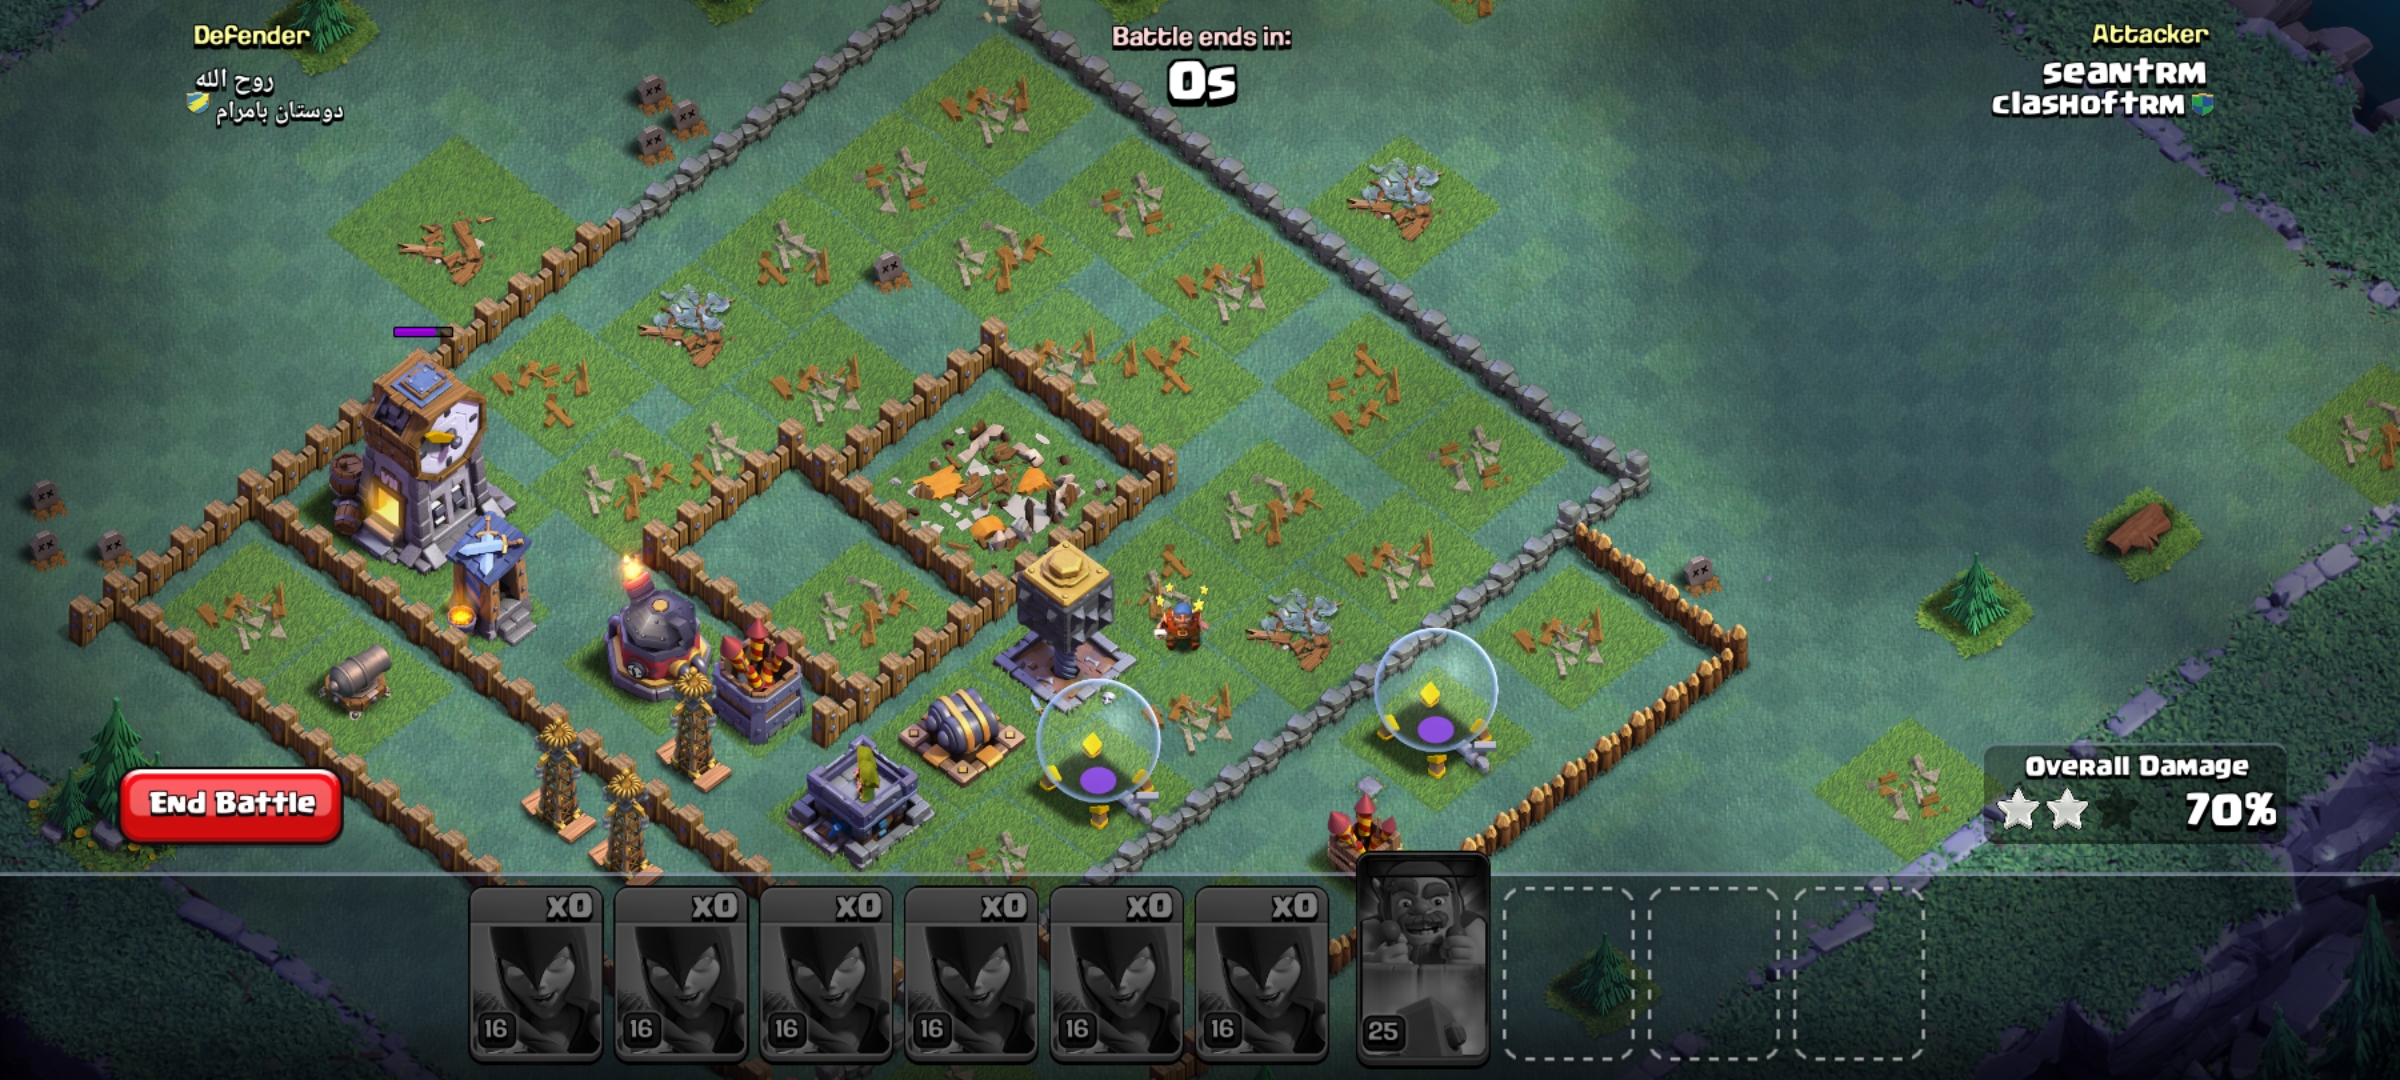 Defender
روح الله
دوستان بامرام
Battle ends in:
0s
Attacker
seantRM
clashoftRM
End Battle
Overall Damage
70%
x0
x0
x0
x0
x0
x0
16
16
16
16
16
16
25